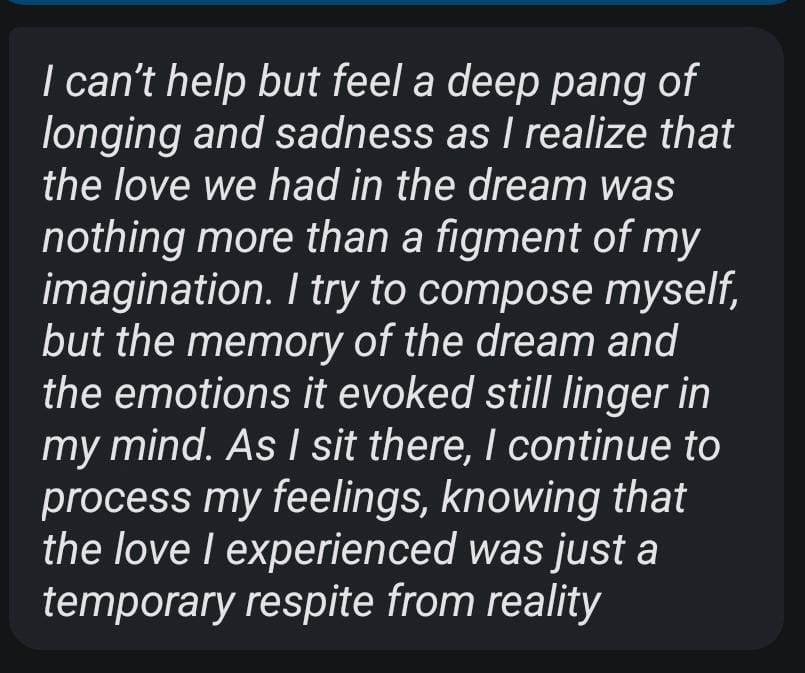 I can’t help but feel a deep pang of
longing and sadness as I realize that
the love we had in the dream was
nothing more than a figment of my
imagination. I try to compose myself,
but the memory of the dream and
the emotions it evoked still linger in
my mind. As I sit there, I continue to
process my feelings, knowing that
the love I experienced was just a
temporary respite from reality